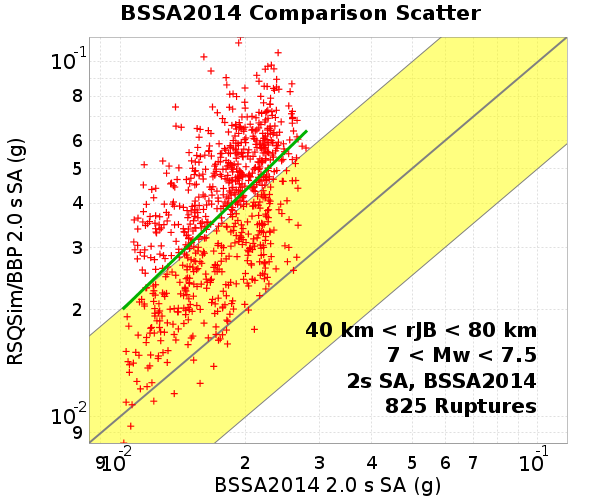 BSSA2014 Comparison Scatter
RSQSim/BBP 2.0 s SA (g)
10-1
8
6
5
4
3
2
10-2
9
40 km < rJB < 80 km
7 < Mw < 7.5
2s SA, BSSA2014
825 Ruptures
9 10-2 2 3 4 5 6 7 10-1
BSSA2014 2.0 s SA (g)